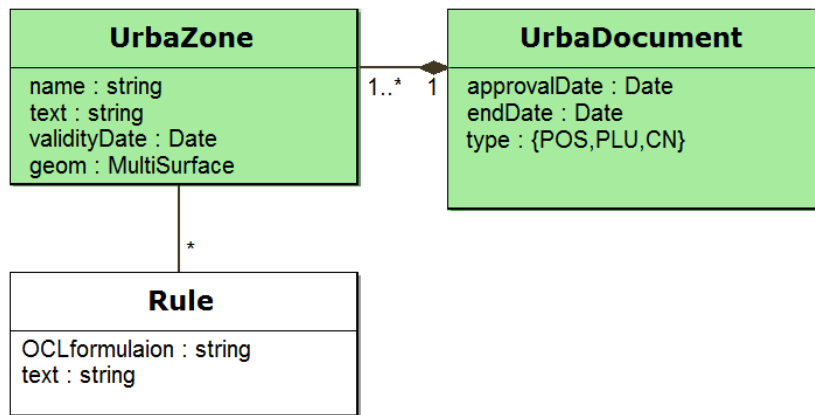 UrbaZone
name : string
text : string
validityDate : Date
geom : MultiSurface
1..* 1
UrbaDocument
approvalDate : Date
endDate : Date
type : {POS,PLU,CN}
*
Rule
OCLformulaion : string
text : string